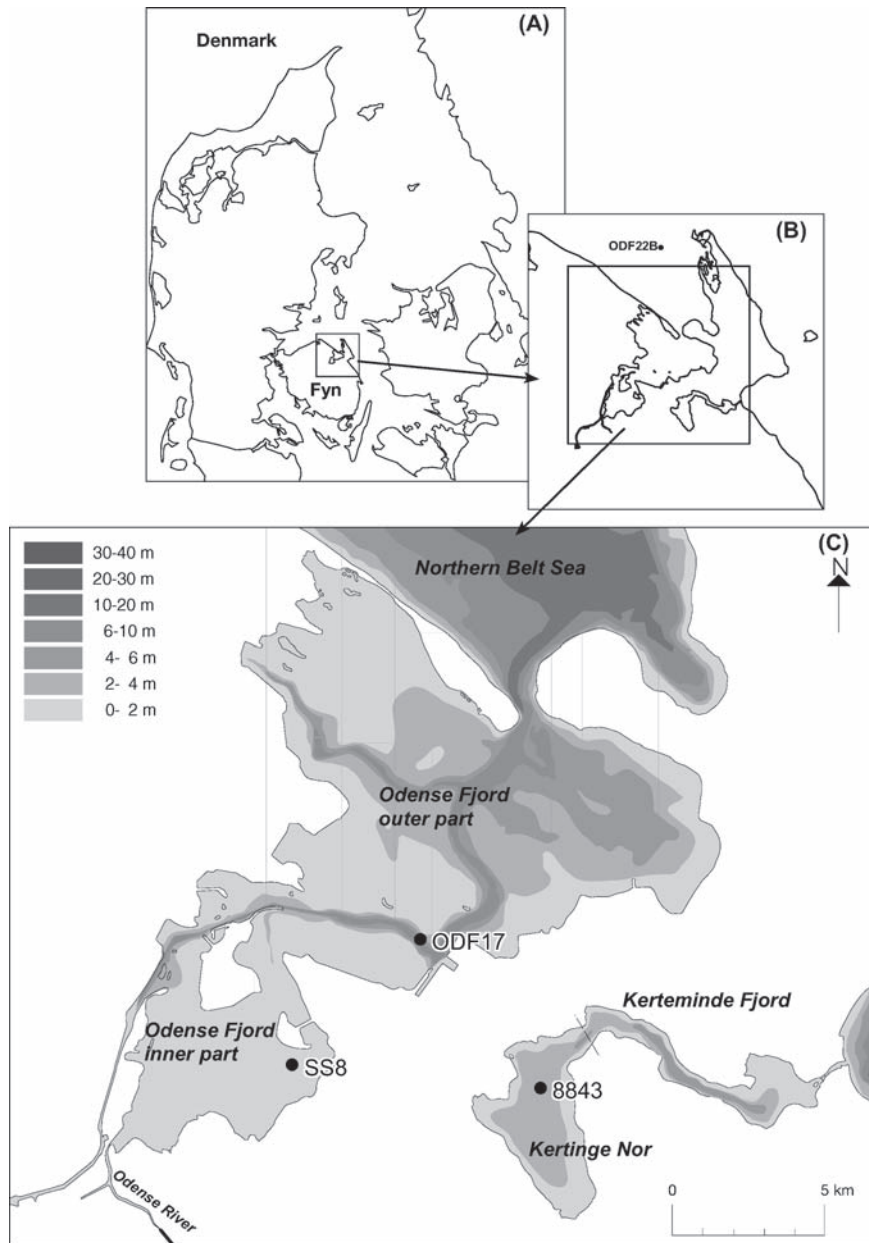 (A)
Denmark
Fyn
(B)
ODF22B
(C)
30-40 m
20-30 m
10-20 m
6-10 m
4- 6 m
2- 4 m
0- 2 m
Northern Belt Sea
N
Odense Fjord
outer part
ODF17
Odense Fjord
inner part
SS8
Kerteminde Fjord
8843
Kertinge Nor
Odense River
0 5 km